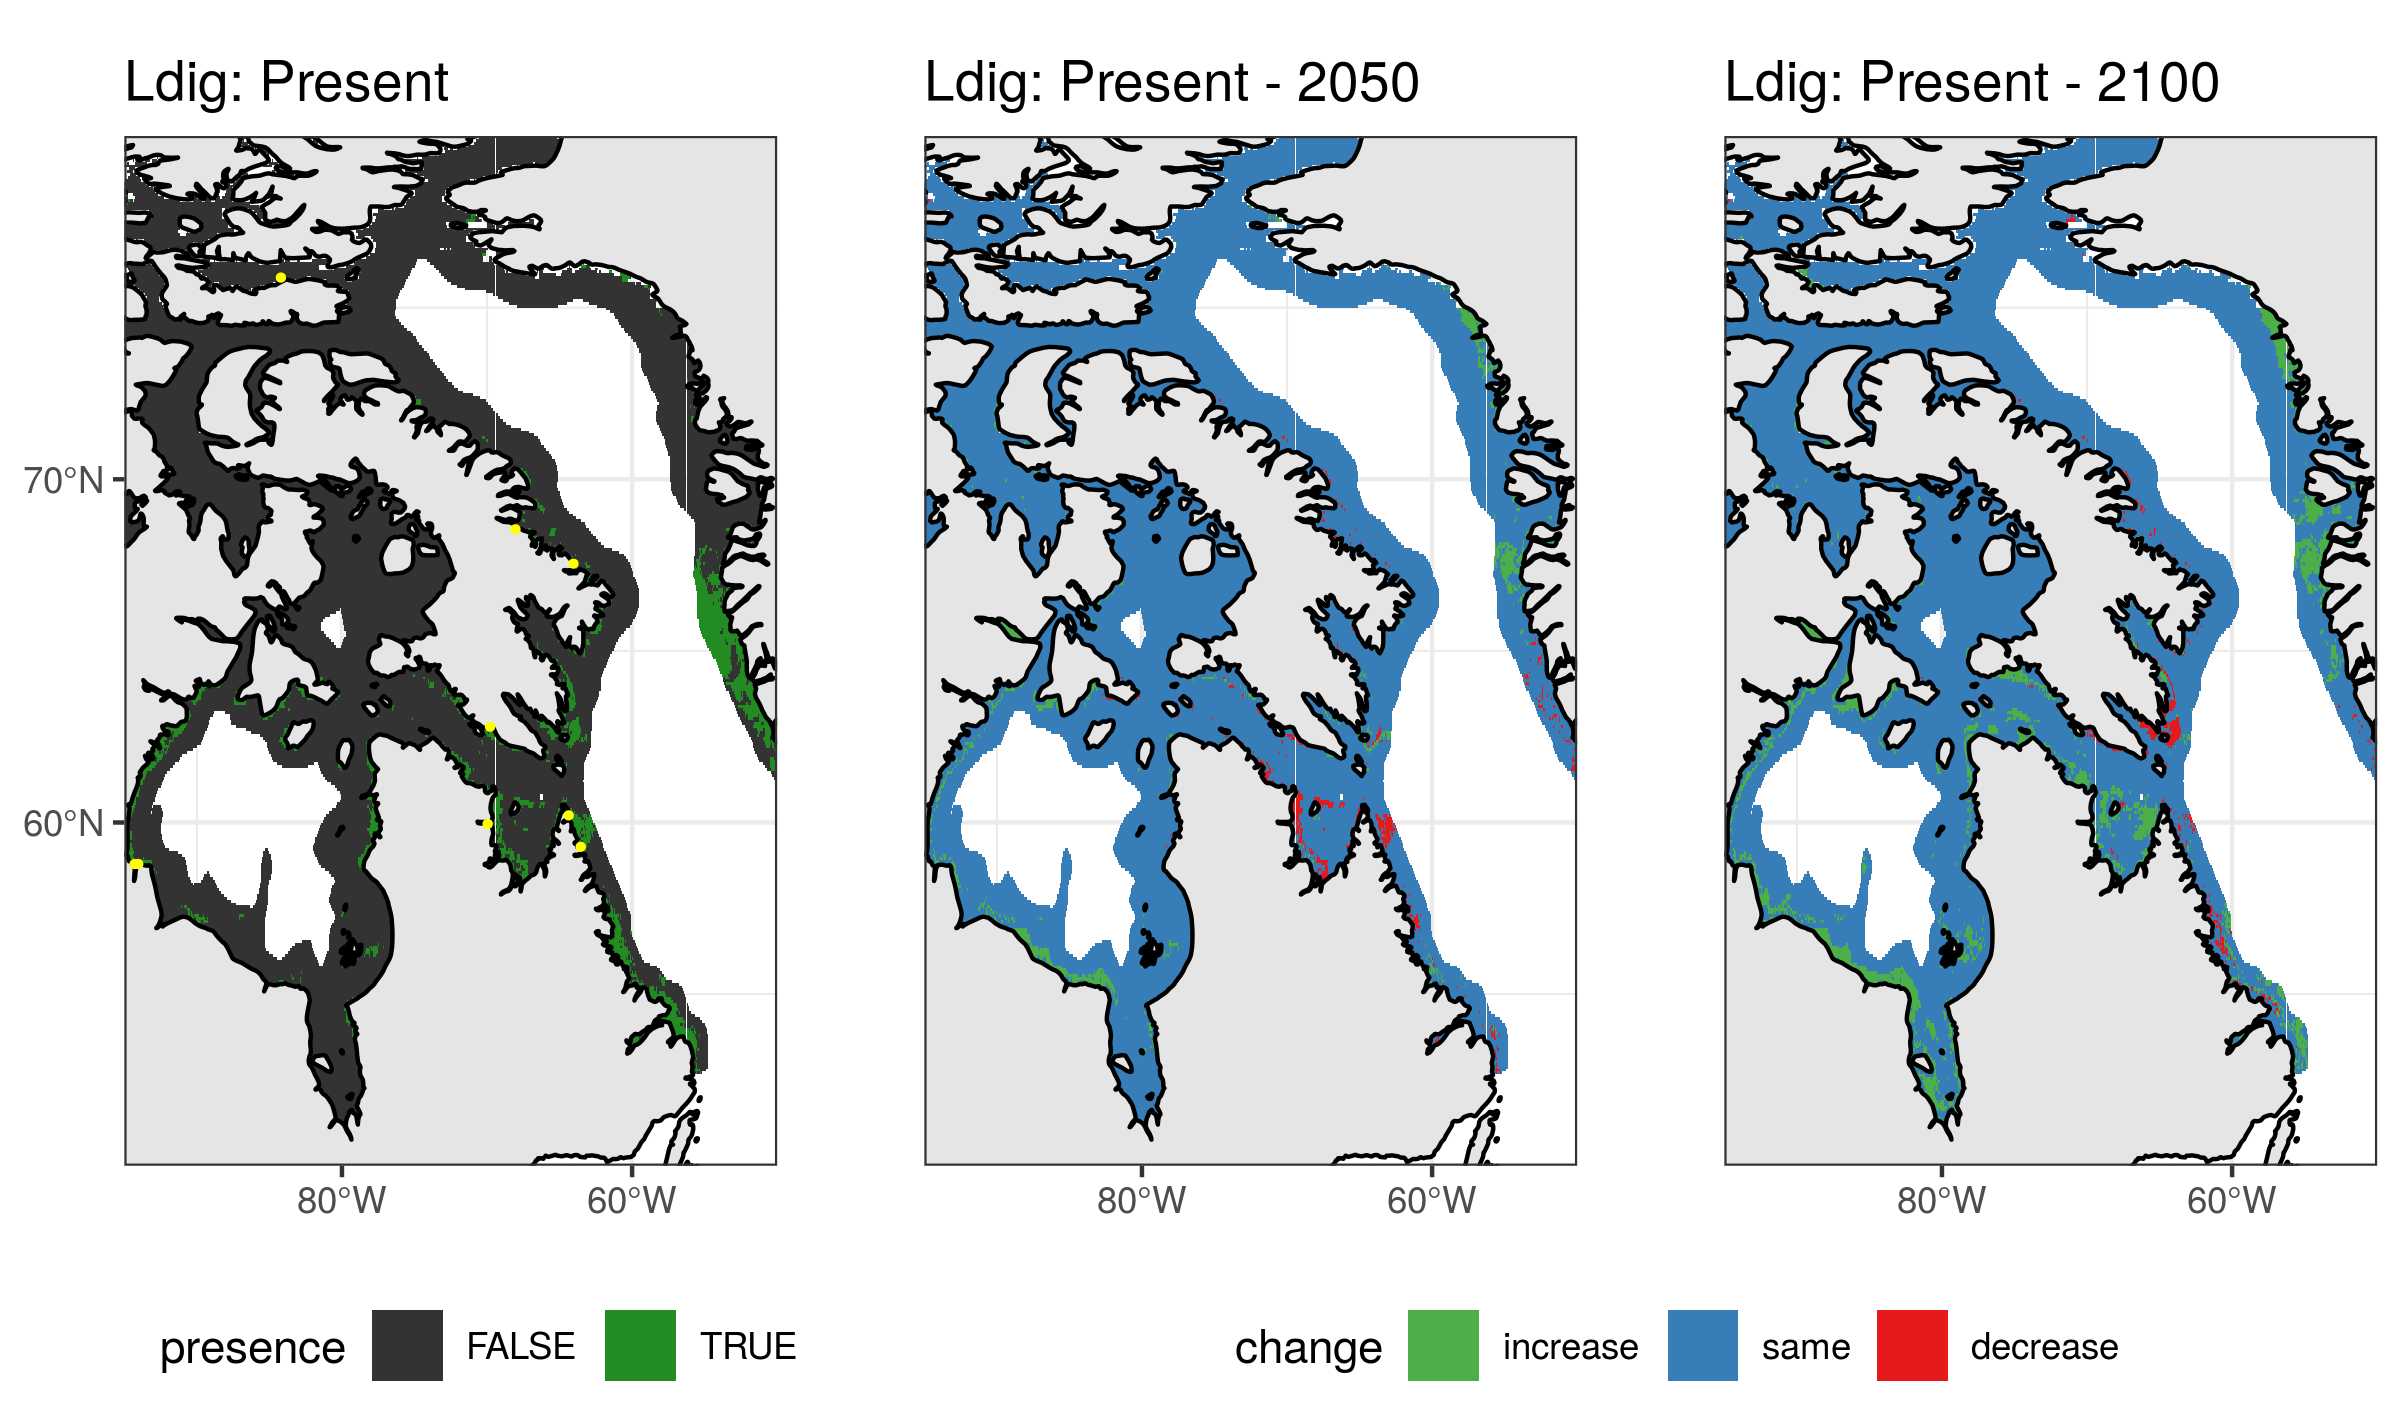 Ldig: Present
Ldig: Present - 2050
Ldig: Present - 2100
70°N
60°N
80°W
60°W
80°W
60°W
80°W
60°W
presence
FALSE
TRUE
change
increase
same
decrease